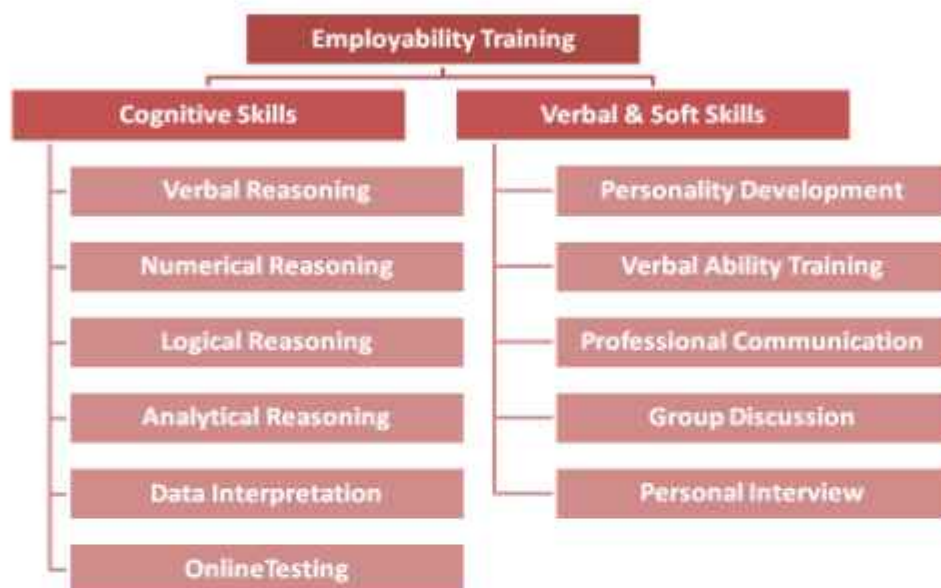 Employability Training
Cognitive Skills
Verbal Reasoning
Numerical Reasoning
Logical Reasoning
Analytical Reasoning
Data Interpretation
OnlineTesting
Verbal & Soft Skills
Personality Development
Verbal Ability Training
Professional Communication
Group Discussion
Personal Interview